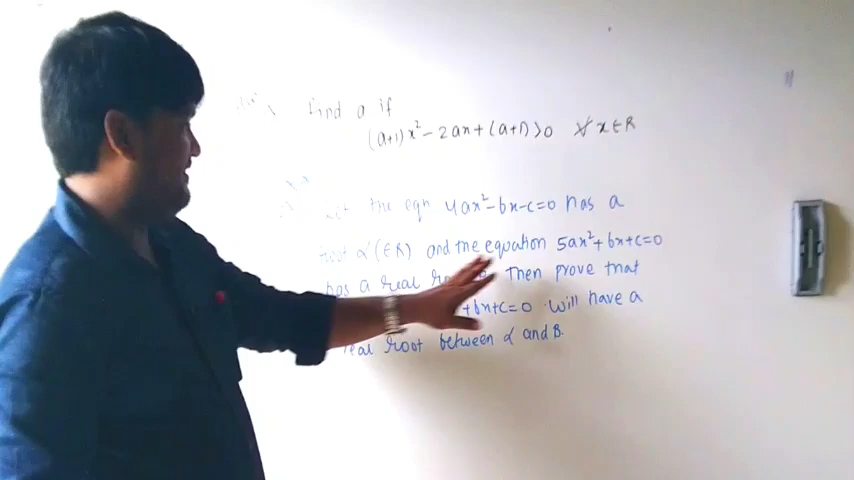 find a if
(a+1)x² - 2ax + (a+1) > 0 ∀ x ∈ R
the eqn 4ax²-bx-c=0 has a
root α (∈ R) and the equation 5ax²+bx+c=0
has a real Then prove that
+bx+c=0 will have a
real root between α and β.